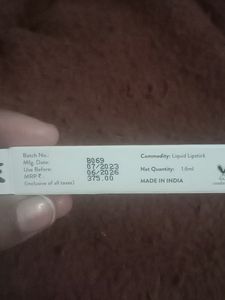 Batch No.: B069
Mfg. Date: 07/2023
Use Before: 06/2026
MRP ₹ : 375.00
(inclusive of all taxes)
Commodity: Liquid Lipstick
Net Quantity: 1.6ml
MADE IN INDIA